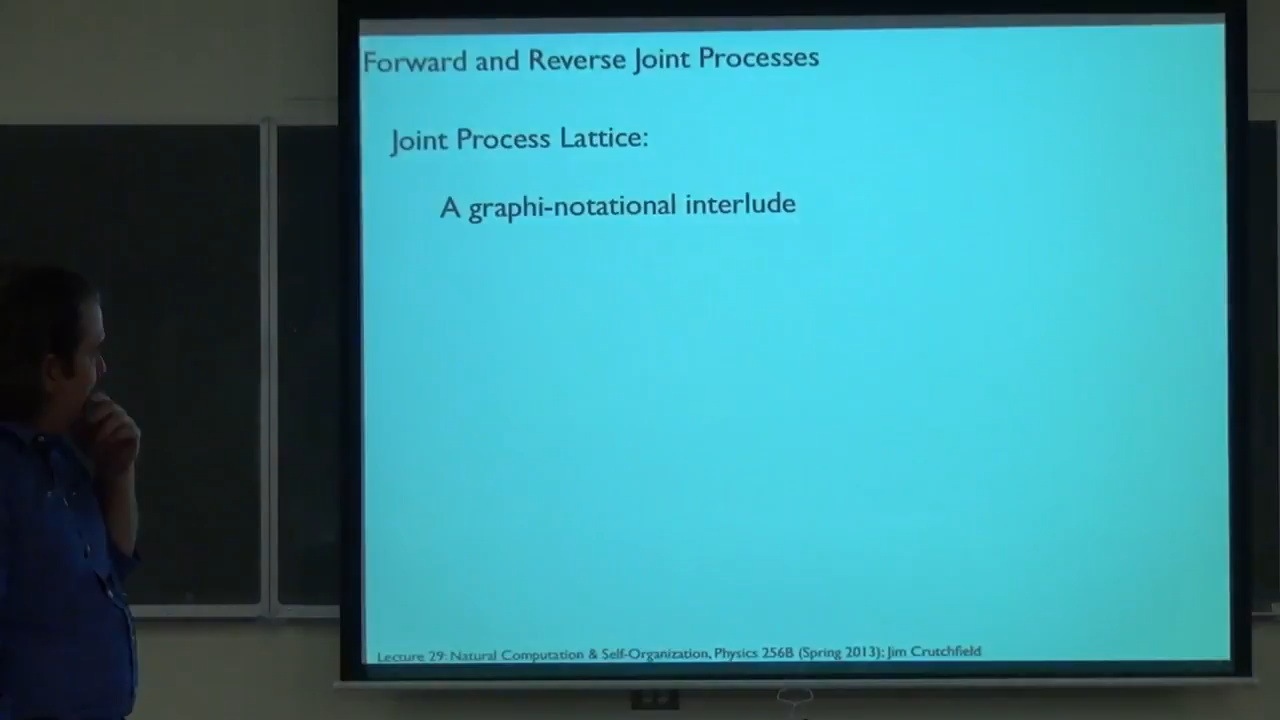 Forward and Reverse Joint Processes
Joint Process Lattice:
A graphi-notational interlude
Lecture 29: Natural Computation & Self-Organization, Physics 256B (Spring 2013); Jim Crutchfield